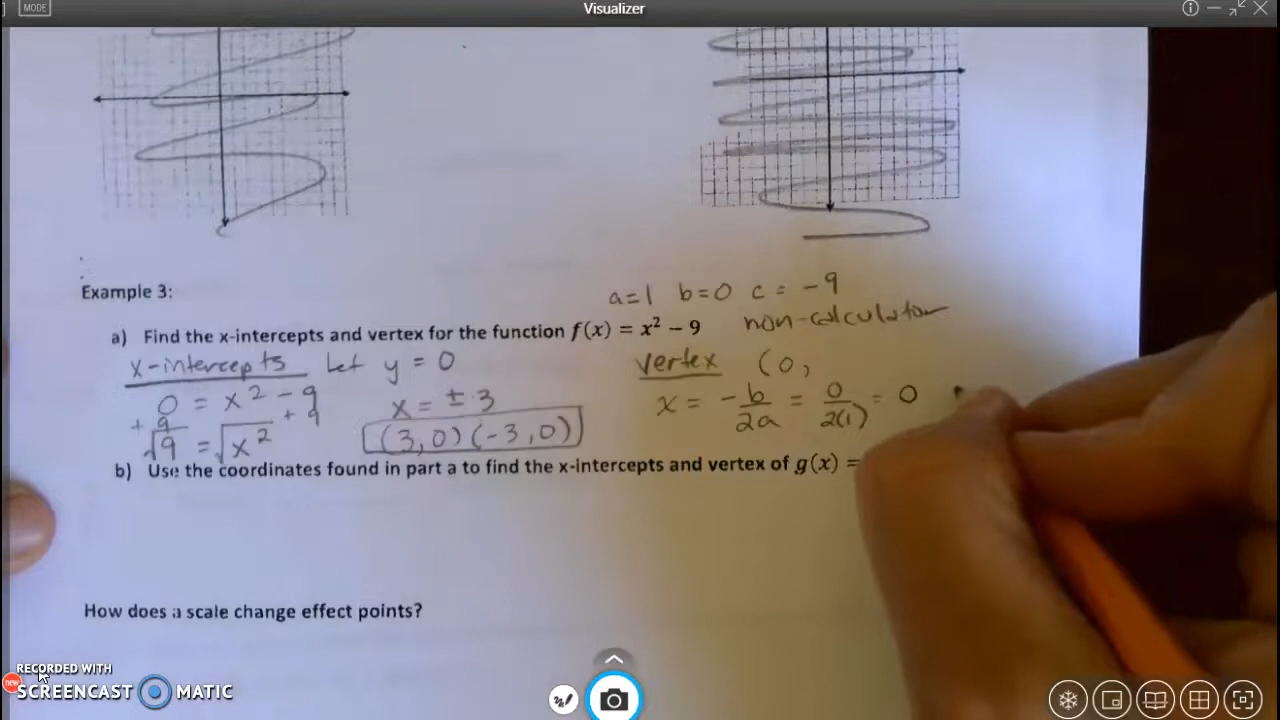 MODE
Visualizer
Example 3:
a=1 b=0 c = -9
a) Find the x-intercepts and vertex for the function f(x) = x² − 9 non-calculator
x-intercepts Let y = 0
0 = x² - 9
+9 +9
√9 = √x²
x = ± 3
(3,0) (-3,0)
vertex (0,
x = -b/2a = 0/2(1) = 0
b) Use the coordinates found in part a to find the x-intercepts and vertex of g(x) =
How does a scale change effect points?
RECORDED WITH
new
SCREENCAST MATIC